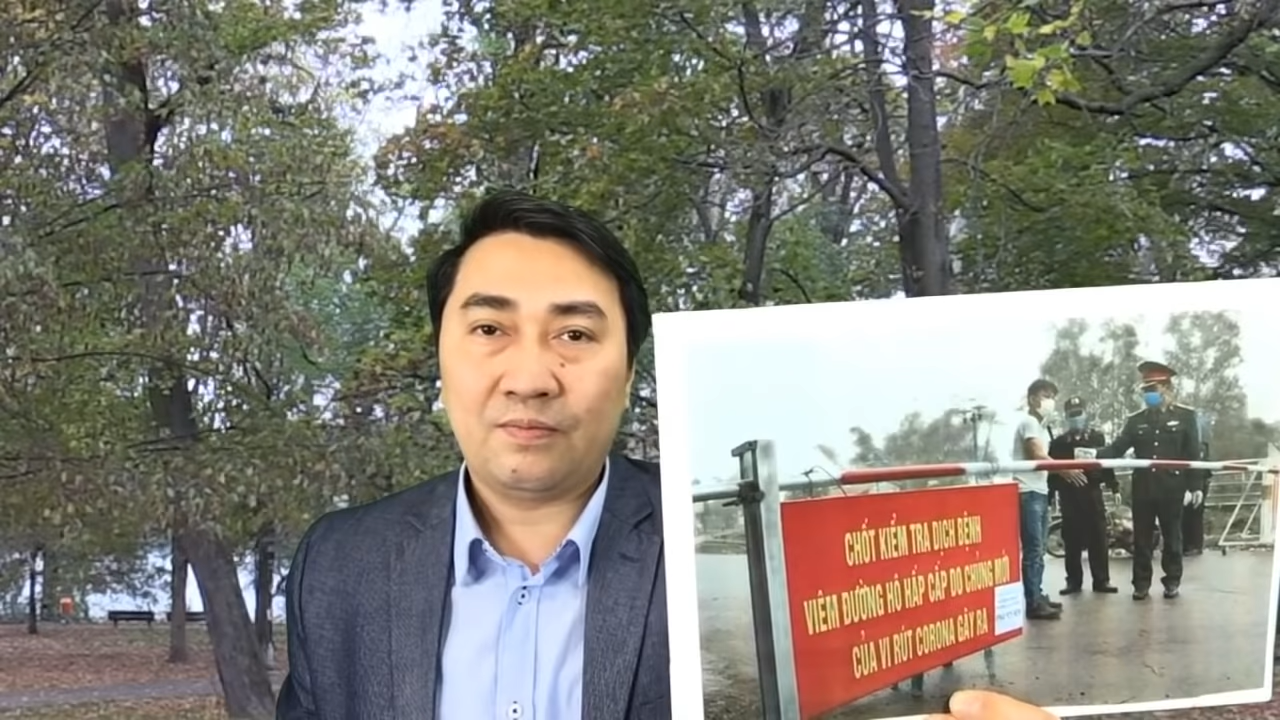 CHỐT KIỂM TRA DỊCH BỆNH
VIÊM ĐƯỜNG HÔ HẤP CẤP DO CHỦNG MỚI
CỦA VI RÚT CORONA GÂY RA